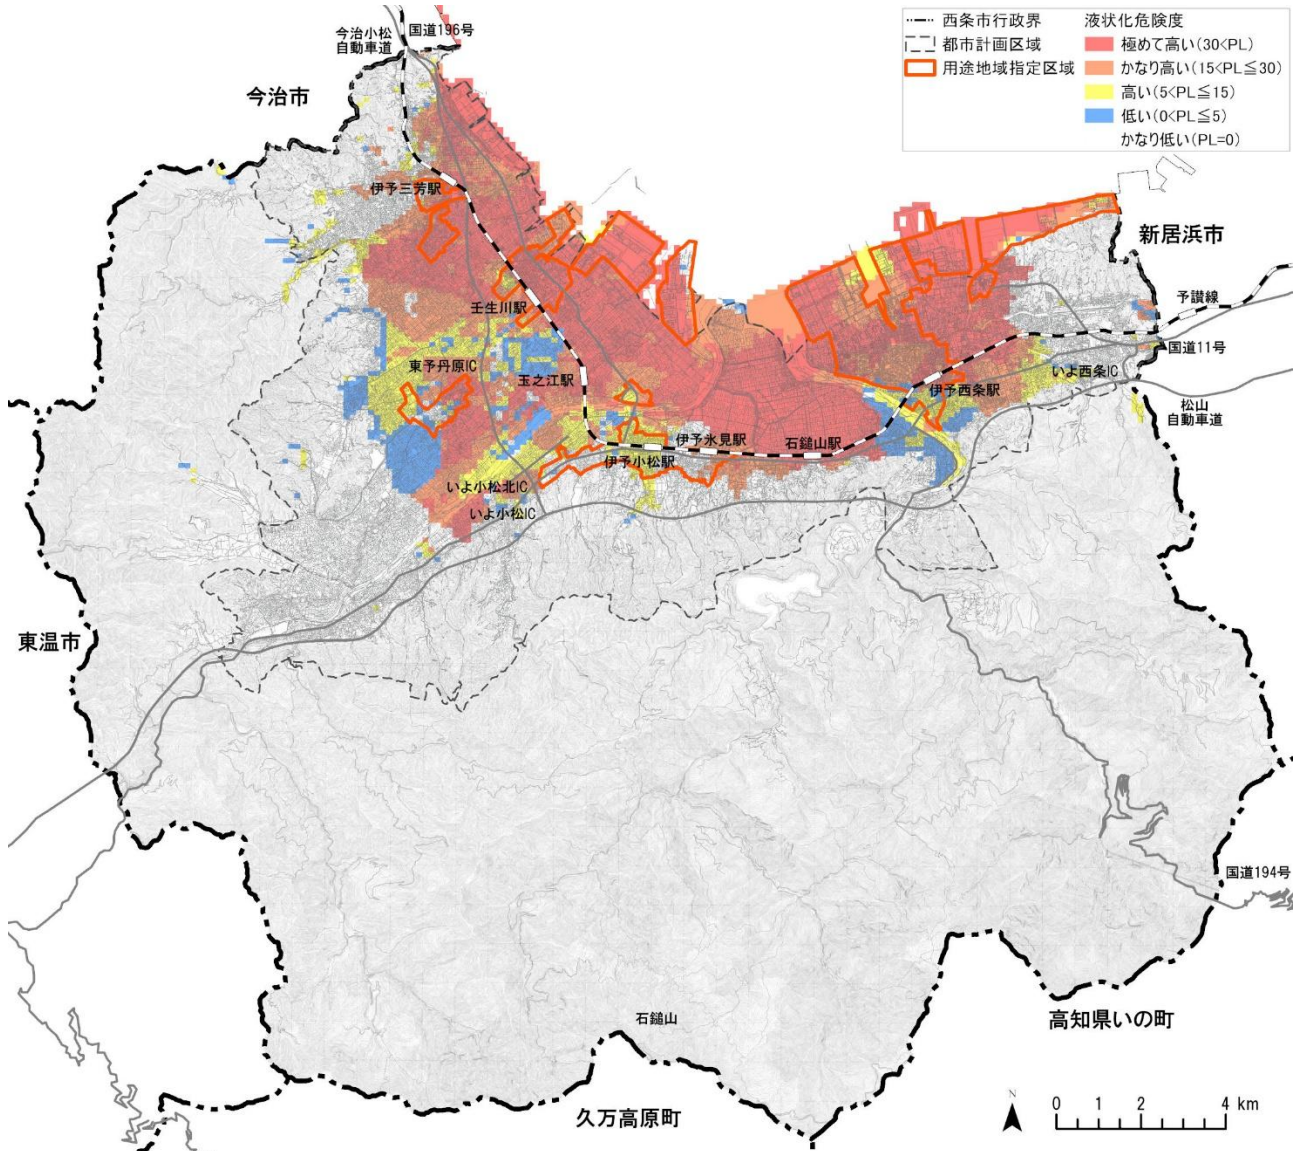 今治小松
自動車道
国道196号
西条市行政界
都市計画区域
用途地域指定区域
液状化危険度
極めて高い(30<PL)
かなり高い(15<PL≦30)
高い(5<PL≦15)
低い(0<PL≦5)
かなり低い(PL=0)
今治市
伊予三芳駅
新居浜市
予讃線
壬生川駅
国道11号
東予丹原IC
玉之江駅
いよ西条IC
伊予西条駅
松山
自動車道
伊予氷見駅
石鎚山駅
伊予小松駅
いよ小松北IC
いよ小松IC
東温市
国道194号
石鎚山
高知県いの町
久万高原町
N
0 1 2 4 km